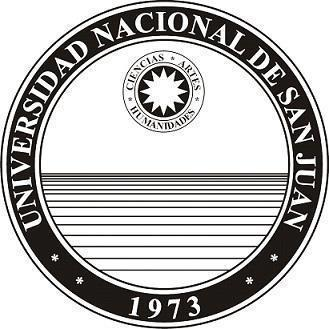 UNIVERSIDAD NACIONAL DE SAN JUAN
CIENCIAS * ARTES * HUMANIDADES *
* * 1973 * *